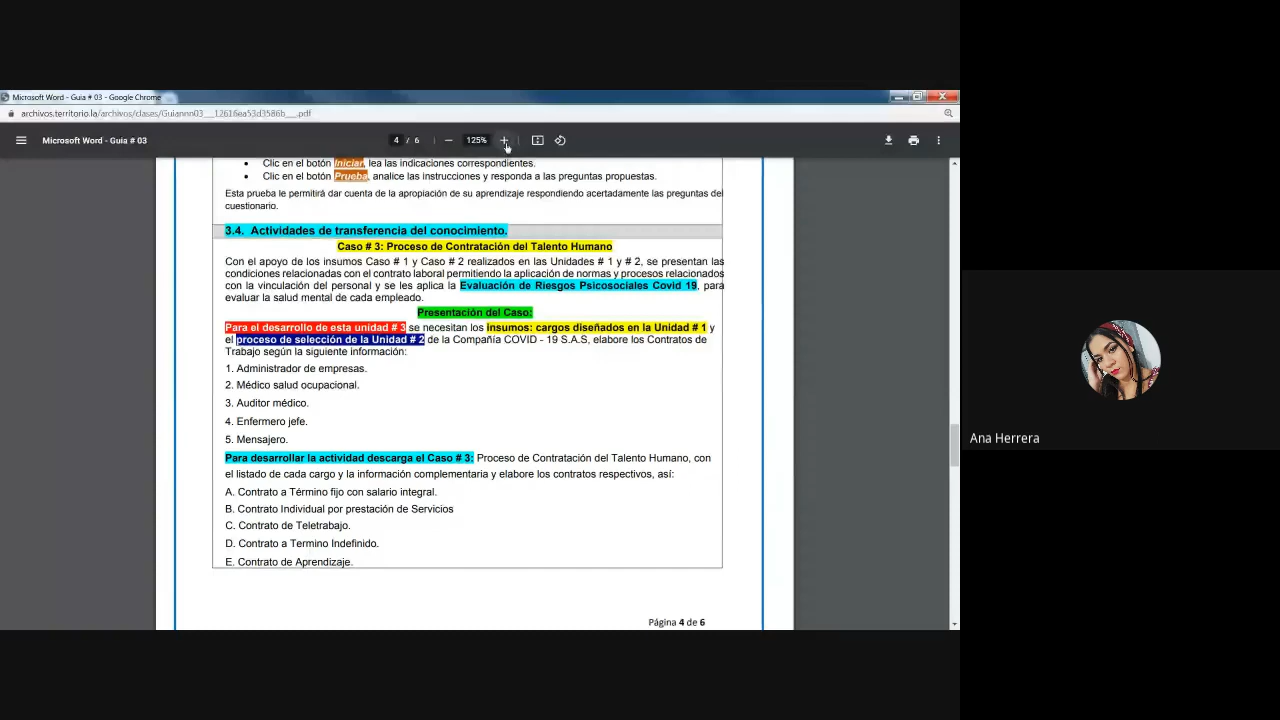 Microsoft Word - Guia # 03 - Google Chrome
archivos.territorio.la/archivos/clases/Guiannn03__12616ea53d3586b__.pdf
Microsoft Word - Guia # 03
4 / 6
125%
Clic en el botón Iniciar, lea las indicaciones correspondientes.
Clic en el botón Prueba, analice las instrucciones y responda a las preguntas propuestas.
Esta prueba le permitirá dar cuenta de la apropiación de su aprendizaje respondiendo acertadamente las preguntas del
cuestionario.
3.4. Actividades de transferencia del conocimiento.
Caso # 3: Proceso de Contratación del Talento Humano
Con el apoyo de los insumos Caso # 1 y Caso # 2 realizados en las Unidades # 1 y # 2, se presentan las
condiciones relacionadas con el contrato laboral permitiendo la aplicación de normas y procesos relacionados
con la vinculación del personal y se les aplica la Evaluación de Riesgos Psicosociales Covid 19, para
evaluar la salud mental de cada empleado.
Presentación del Caso:
Para el desarrollo de esta unidad # 3 se necesitan los insumos: cargos diseñados en la Unidad # 1 y
el proceso de selección de la Unidad # 2 de la Compañía COVID - 19 S.A.S, elabore los Contratos de
Trabajo según la siguiente información:
1. Administrador de empresas.
2. Médico salud ocupacional.
3. Auditor médico.
4. Enfermero jefe.
5. Mensajero.
Para desarrollar la actividad descarga el Caso # 3: Proceso de Contratación del Talento Humano, con
el listado de cada cargo y la información complementaria y elabore los contratos respectivos, así:
A. Contrato a Término fijo con salario integral.
B. Contrato Individual por prestación de Servicios
C. Contrato de Teletrabajo.
D. Contrato a Termino Indefinido.
E. Contrato de Aprendizaje.
Página 4 de 6
Ana Herrera